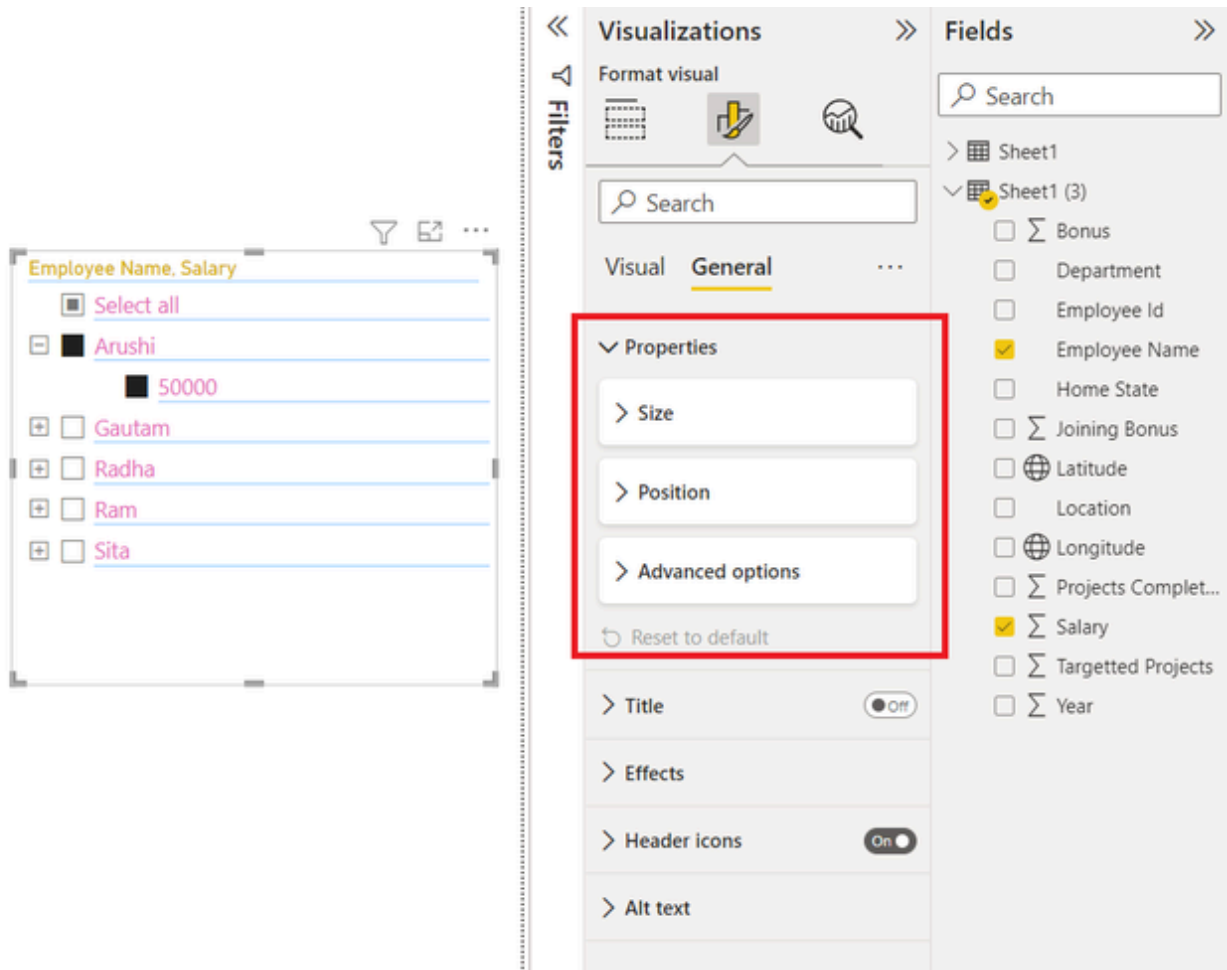 Employee Name, Salary
Select all
Arushi
50000
Gautam
Radha
Ram
Sita
Filters
Visualizations
Format visual
Search
Visual General ...
Properties
Size
Position
Advanced options
Reset to default
Title Off
Effects
Header icons On
Alt text
Fields
Search
Sheet1
Sheet1 (3)
Σ Bonus
Department
Employee Id
Employee Name
Home State
Σ Joining Bonus
Latitude
Location
Longitude
Σ Projects Complet...
Σ Salary
Σ Targetted Projects
Σ Year